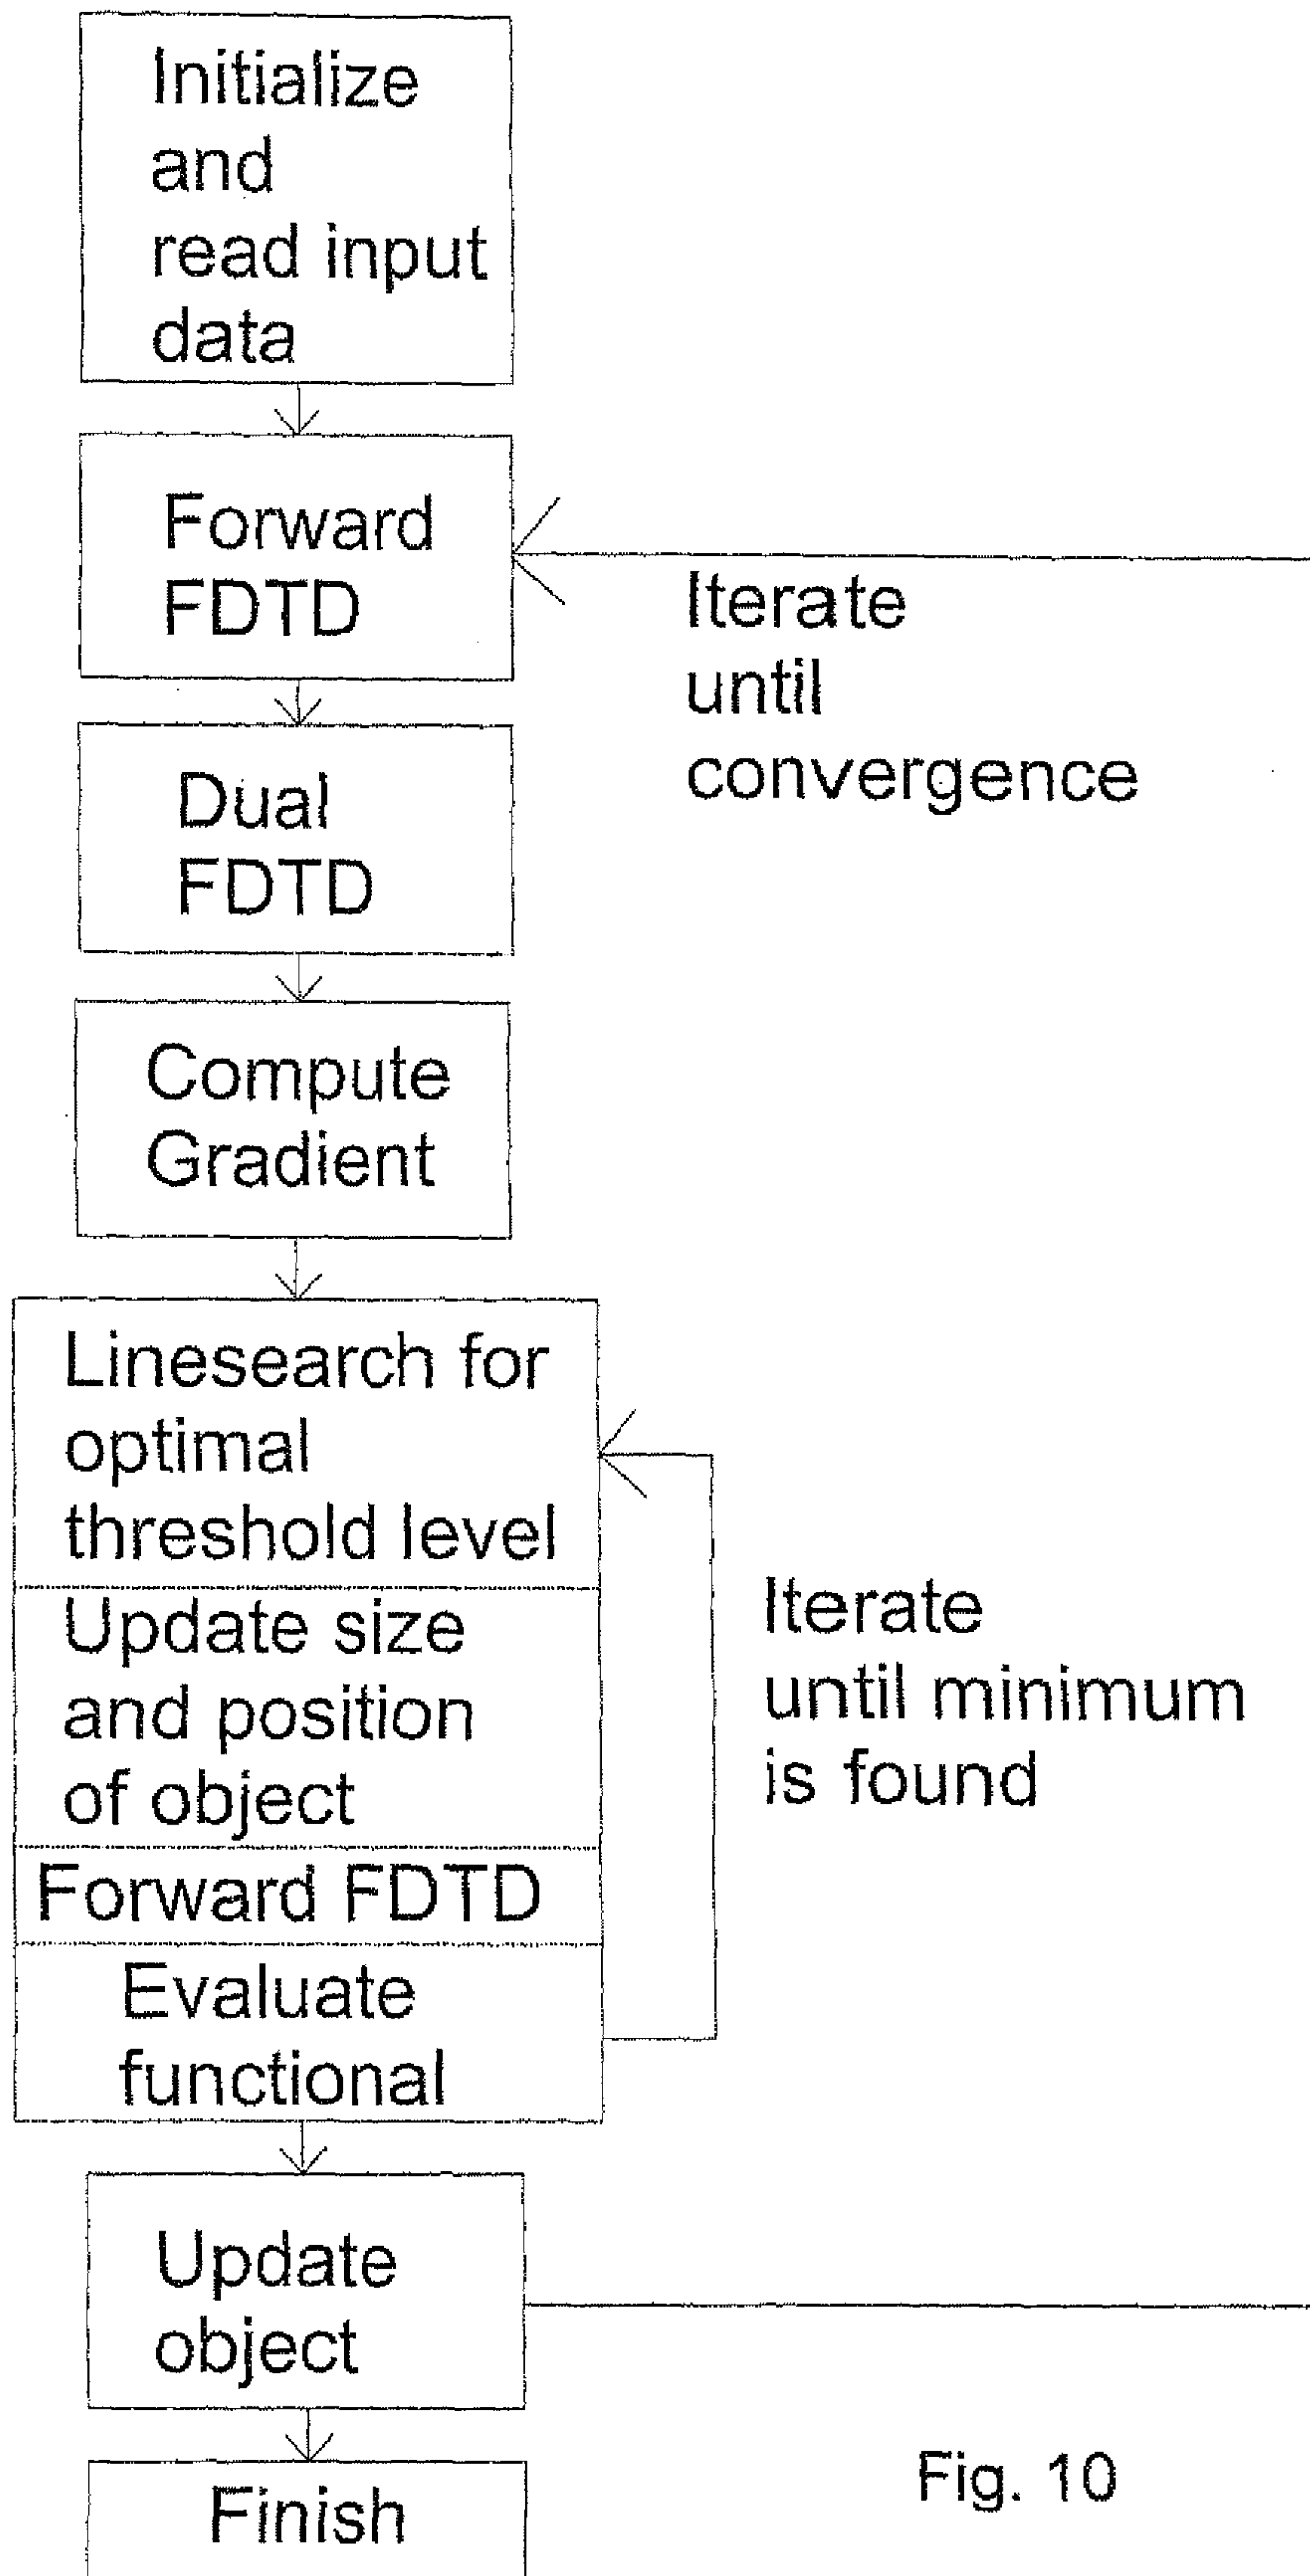 Initialize
and
read input
data
Forward
FDTD
Iterate
until
convergence
Dual
FDTD
Compute
Gradient
Linesearch for
optimal
threshold level
Update size
and position
of object
Forward FDTD
Evaluate
functional
Iterate
until minimum
is found
Update
object
Finish
Fig. 10